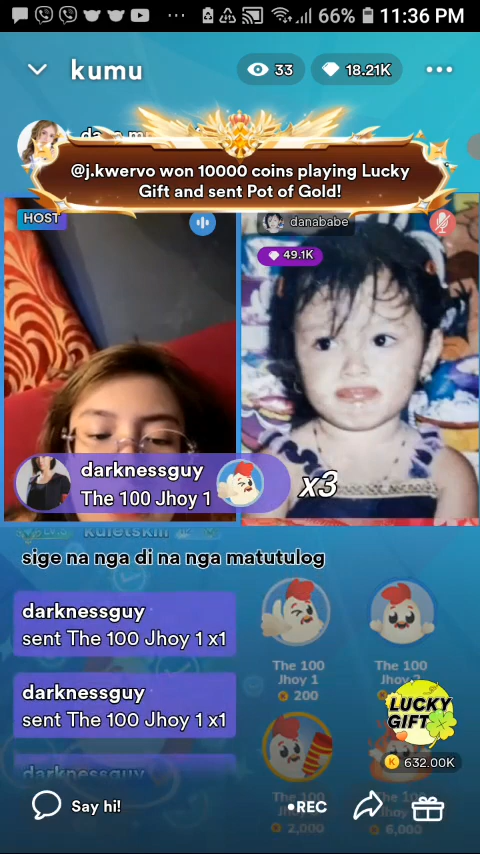 66% 11:36 PM
kumu
33
18.21K
@j.kwervo won 10000 coins playing Lucky
Gift and sent Pot of Gold!
HOST
danababe
49.1K
darknessguy
The 100 Jhoy 1
x3
sige na nga di na nga matutulog
darknessguy
sent The 100 Jhoy 1 x1
darknessguy
sent The 100 Jhoy 1 x1
darknessguy
The 100
Jhoy 1
200
The 100
LUCKY
GIFT
K 632.00K
The 100
2,000
6,000
Say hi!
REC